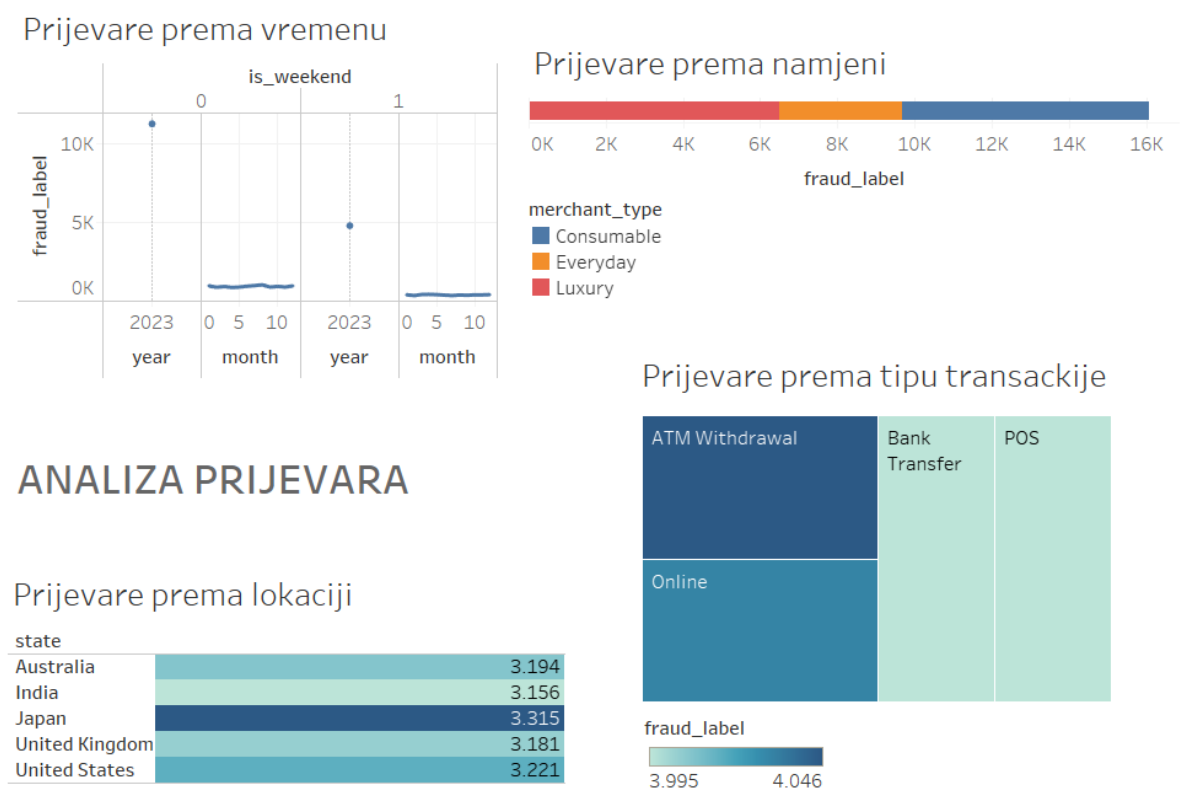 Prijevare prema vremenu
is_weekend
0 1
10K
5K
0K
fraud_label
2023 0 5 10 2023 0 5 10
year month year month
Prijevare prema namjeni
0K 2K 4K 6K 8K 10K 12K 14K 16K
fraud_label
merchant_type
Consumable
Everyday
Luxury
Prijevare prema tipu transackije
ATM Withdrawal
Online
Bank
Transfer
POS
fraud_label
3.995 4.046
ANALIZA PRIJEVARA
Prijevare prema lokaciji
state
Australia 3.194
India 3.156
Japan 3.315
United Kingdom 3.181
United States 3.221